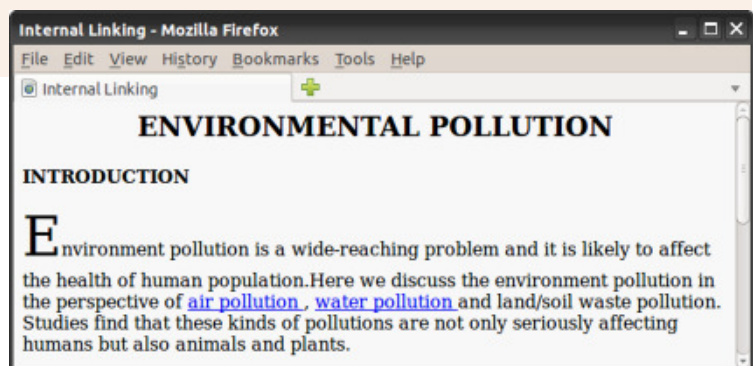 Internal Linking - Mozilla Firefox
File Edit View History Bookmarks Tools Help
Internal Linking
ENVIRONMENTAL POLLUTION
INTRODUCTION
Environment pollution is a wide-reaching problem and it is likely to affect
the health of human population.Here we discuss the environment pollution in
the perspective of air pollution , water pollution and land/soil waste pollution.
Studies find that these kinds of pollutions are not only seriously affecting
humans but also animals and plants.